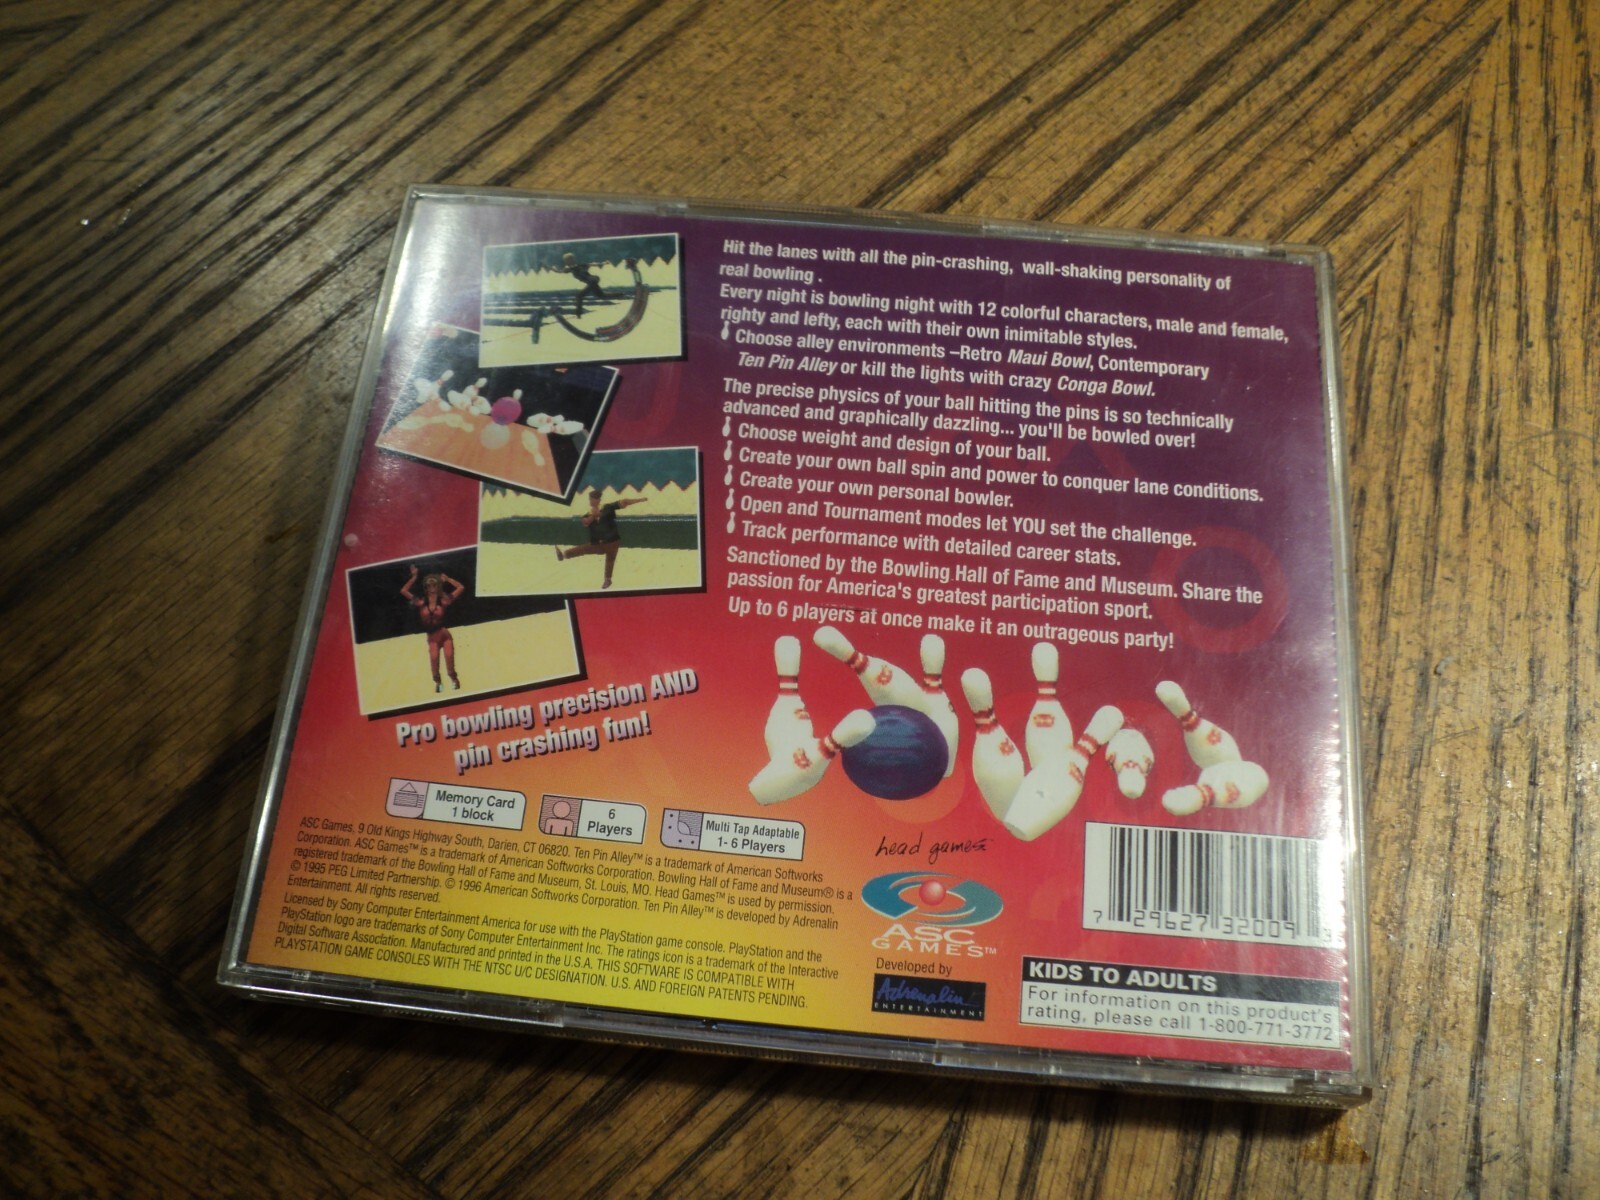 Hit the lanes with all the pin-crashing, wall-shaking personality of
real bowling .
Every night is bowling night with 12 colorful characters, male and female,
righty and lefty, each with their own inimitable styles.
Choose alley environments –Retro Maui Bowl, Contemporary
Ten Pin Alley or kill the lights with crazy Conga Bowl.
The precise physics of your ball hitting the pins is so technically
advanced and graphically dazzling... you'll be bowled over!
Choose weight and design of your ball.
Create your own ball spin and power to conquer lane conditions.
Create your own personal bowler.
Open and Tournament modes let YOU set the challenge.
Track performance with detailed career stats.
Sanctioned by the Bowling Hall of Fame and Museum. Share the
passion for America's greatest participation sport.
Up to 6 players at once make it an outrageous party!
Pro bowling precision AND
pin crashing fun!
Memory Card
1 block
6
Players
Multi Tap Adaptable
1- 6 Players
ASC Games, 9 Old Kings Highway South, Darien, CT 06820. Ten Pin Alley™ is a trademark of American Softworks
Corporation. ASC Games™ is a trademark of American Softworks Corporation. Bowling Hall of Fame and Museum® is a
registered trademark of the Bowling Hall of Fame and Museum, St. Louis, MO. Head Games™ is used by permission.
© 1995 PEG Limited Partnership. © 1996 American Softworks Corporation. Ten Pin Alley™ is developed by Adrenalin
Entertainment. All rights reserved.
Licensed by Sony Computer Entertainment America for use with the PlayStation game console. PlayStation and the
PlayStation logo are trademarks of Sony Computer Entertainment Inc. The ratings icon is a trademark of the Interactive
Digital Software Association. Manufactured and printed in the U.S.A. THIS SOFTWARE IS COMPATIBLE WITH
PLAYSTATION GAME CONSOLES WITH THE NTSC U/C DESIGNATION. U.S. AND FOREIGN PATENTS PENDING.
head games™
ASC
GAMES™
Developed by
Adrenalin
ENTERTAINMENT
7 29627 32009
KIDS TO ADULTS
For information on this product's
rating, please call 1-800-771-3772